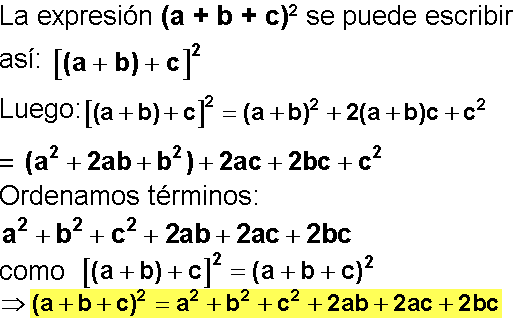 La expresión (a + b + c)² se puede escribir
así: [(a + b) + c]²
Luego: [(a + b) + c]² = (a + b)² + 2(a + b)c + c²
= (a² + 2ab + b²) + 2ac + 2bc + c²
Ordenamos términos:
a² + b² + c² + 2ab + 2ac + 2bc
como [(a + b) + c]² = (a + b + c)²
⇒ (a + b + c)² = a² + b² + c² + 2ab + 2ac + 2bc